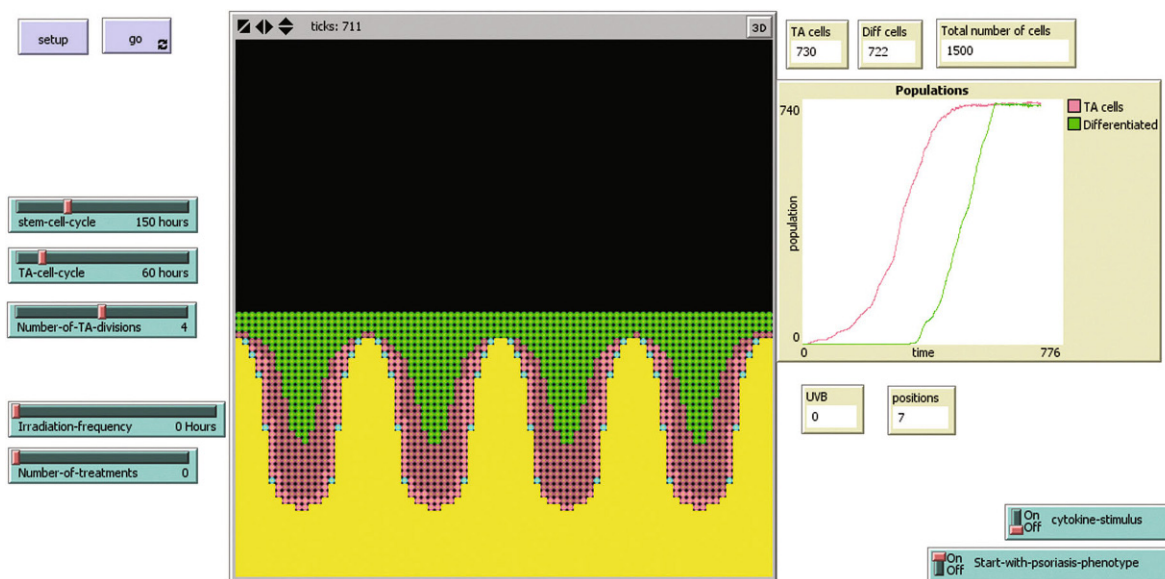 setup
go
ticks: 711
3D
TA cells
730
Diff cells
722
Total number of cells
1500
Populations
740
population
0
0
time
776
TA cells
Differentiated
stem-cell-cycle 150 hours
TA-cell-cycle 60 hours
Number-of-TA-divisions 4
Irradiation-frequency 0 Hours
Number-of-treatments 0
UVB
0
positions
7
On
Off
cytokine-stimulus
On
Off
Start-with-psoriasis-phenotype